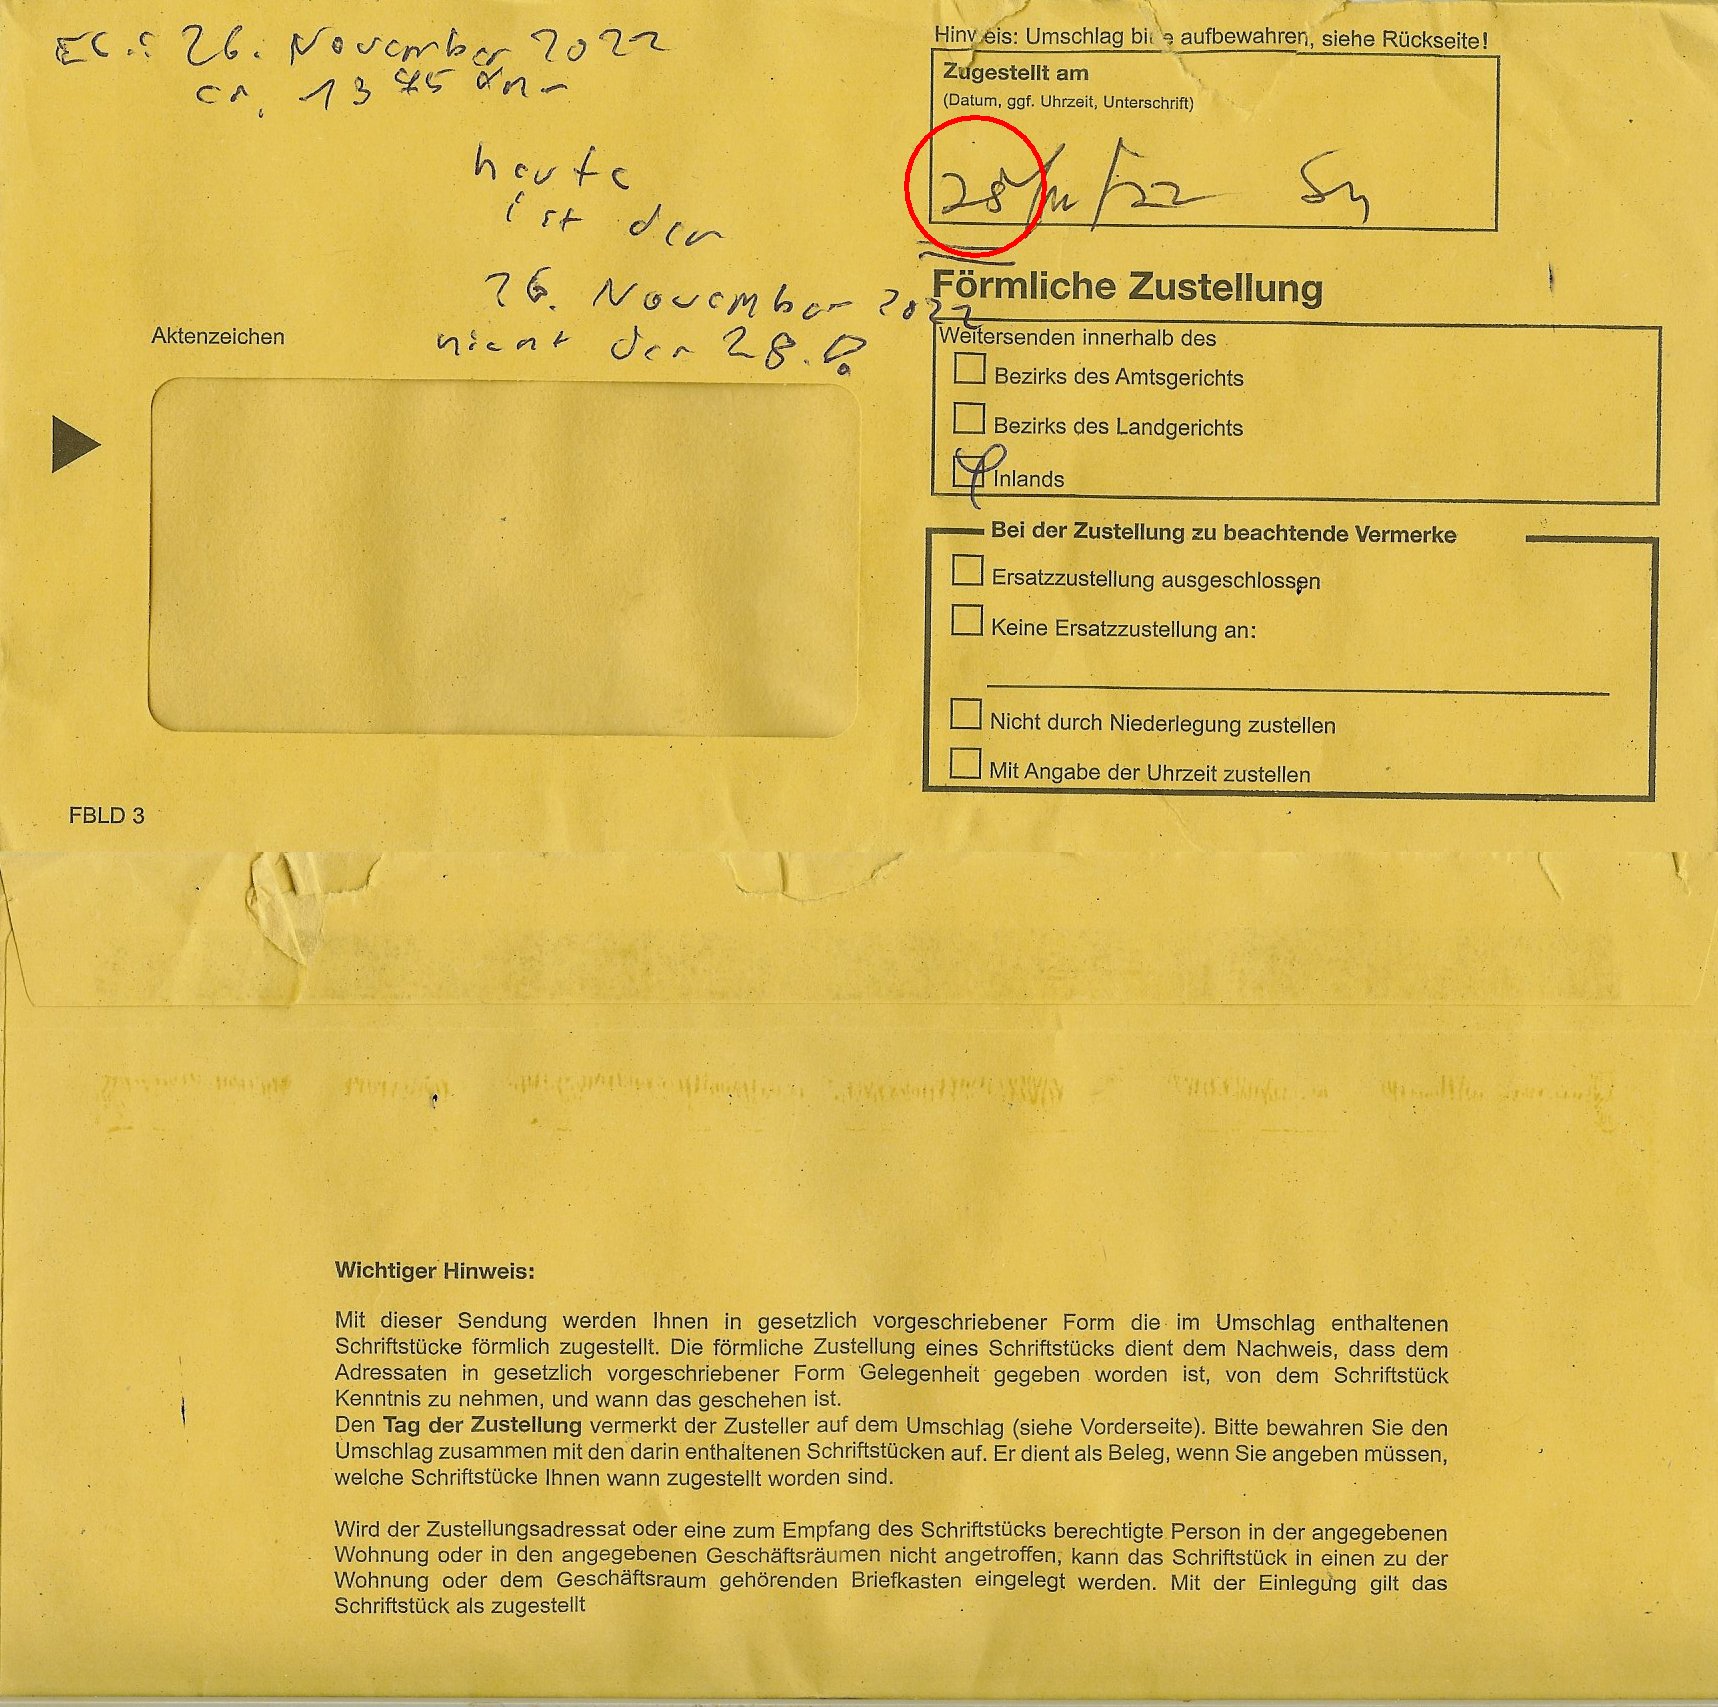 EC.: 26. November 2022
ca. 13 45 Uhr
heute
ist der
26. November 2022
nicht der 28.!
Hinweis: Umschlag bitte aufbewahren, siehe Rückseite!
Zugestellt am
(Datum, ggf. Uhrzeit, Unterschrift)
28/11/22
Förmliche Zustellung
Weitersenden innerhalb des
Bezirks des Amtsgerichts
Bezirks des Landgerichts
Inlands
Bei der Zustellung zu beachtende Vermerke
Ersatzzustellung ausgeschlossen
Keine Ersatzzustellung an:
Nicht durch Niederlegung zustellen
Mit Angabe der Uhrzeit zustellen
Aktenzeichen
FBLD 3
Wichtiger Hinweis:
Mit dieser Sendung werden Ihnen in gesetzlich vorgeschriebener Form die im Umschlag enthaltenen
Schriftstücke förmlich zugestellt. Die förmliche Zustellung eines Schriftstücks dient dem Nachweis, dass dem
Adressaten in gesetzlich vorgeschriebener Form Gelegenheit gegeben worden ist, von dem Schriftstück
Kenntnis zu nehmen, und wann das geschehen ist.
Den Tag der Zustellung vermerkt der Zusteller auf dem Umschlag (siehe Vorderseite). Bitte bewahren Sie den
Umschlag zusammen mit den darin enthaltenen Schriftstücken auf. Er dient als Beleg, wenn Sie angeben müssen,
welche Schriftstücke Ihnen wann zugestellt worden sind.
Wird der Zustellungsadressat oder eine zum Empfang des Schriftstücks berechtigte Person in der angegebenen
Wohnung oder in den angegebenen Geschäftsräumen nicht angetroffen, kann das Schriftstück in einen zu der
Wohnung oder dem Geschäftsraum gehörenden Briefkasten eingelegt werden. Mit der Einlegung gilt das
Schriftstück als zugestellt